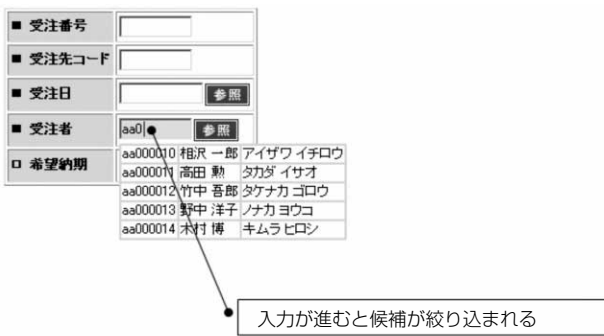 ■ 受注番号
■ 受注先コード
■ 受注日 参照
■ 受注者 aa0 参照
□ 希望納期
aa000010 相沢 一郎 アイザワ イチロウ
aa000011 高田 勲 タカダ イサオ
aa000012 竹中 吾郎 タケナカ ゴロウ
aa000013 野中 洋子 ノナカ ヨウコ
aa000014 木村 博 キムラ ヒロシ
入力が進むと候補が絞り込まれる